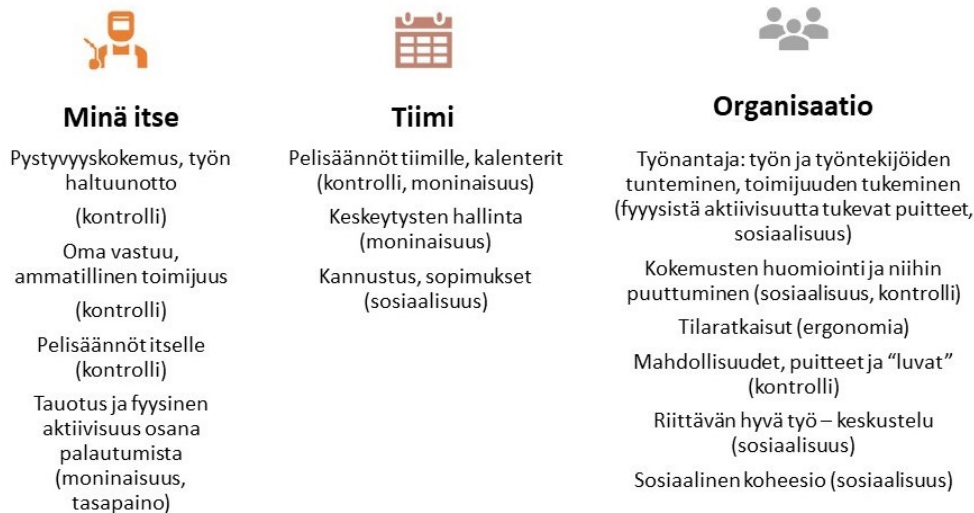 Minä itse
Pystyvyyskokemus, työn
haltuunotto
(kontrolli)
Oma vastuu,
ammatillinen toimijuus
(kontrolli)
Pelisäännöt itselle
(kontrolli)
Tauotus ja fyysinen
aktiivisuus osana
palautumista
(moninaisuus,
tasapaino)
Tiimi
Pelisäännöt tiimille, kalenterit
(kontrolli, moninaisuus)
Keskeytysten hallinta
(moninaisuus)
Kannustus, sopimukset
(sosiaalisuus)
Organisaatio
Työnantaja: työn ja työntekijöiden
tunteminen, toimijuuden tukeminen
(fyyysistä aktiivisuutta tukevat puitteet,
sosiaalisuus)
Kokemusten huomiointi ja niihin
puuttuminen (sosiaalisuus, kontrolli)
Tilaratkaisut (ergonomia)
Mahdollisuudet, puitteet ja “luvat”
(kontrolli)
Riittävän hyvä työ – keskustelu
(sosiaalisuus)
Sosiaalinen koheesio (sosiaalisuus)